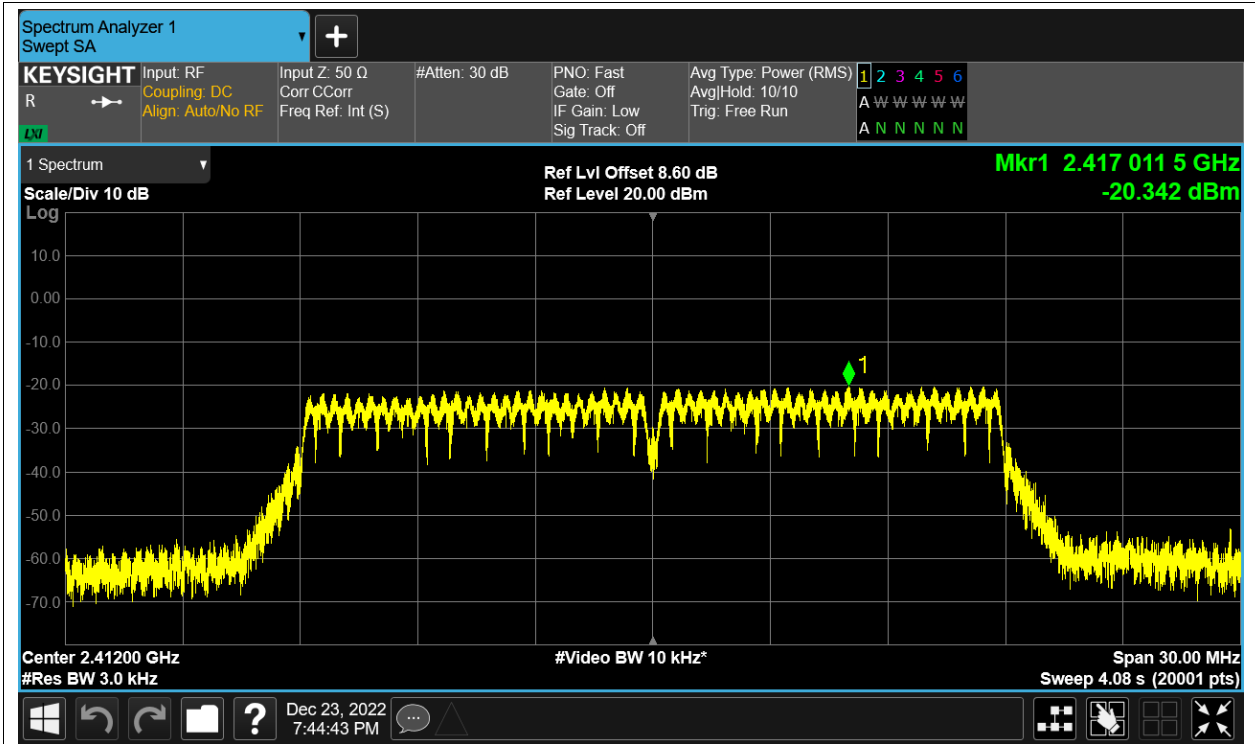 Spectrum Analyzer 1
Swept SA
KEYSIGHT
R
LXI
Input: RF
Coupling: DC
Align: Auto/No RF
Input Z: 50 Ω
Corr CCorr
Freq Ref: Int (S)
#Atten: 30 dB
PNO: Fast
Gate: Off
IF Gain: Low
Sig Track: Off
Avg Type: Power (RMS)
Avg|Hold: 10/10
Trig: Free Run
1 2 3 4 5 6
A W W W W W
A N N N N N
1 Spectrum
Scale/Div 10 dB
Log
Ref Lvl Offset 8.60 dB
Ref Level 20.00 dBm
Mkr1 2.417 011 5 GHz
-20.342 dBm
10.0
0.00
-10.0
-20.0
-30.0
-40.0
-50.0
-60.0
-70.0
1
Center 2.41200 GHz
#Res BW 3.0 kHz
#Video BW 10 kHz*
Span 30.00 MHz
Sweep 4.08 s (20001 pts)
?
Dec 23, 2022
7:44:43 PM